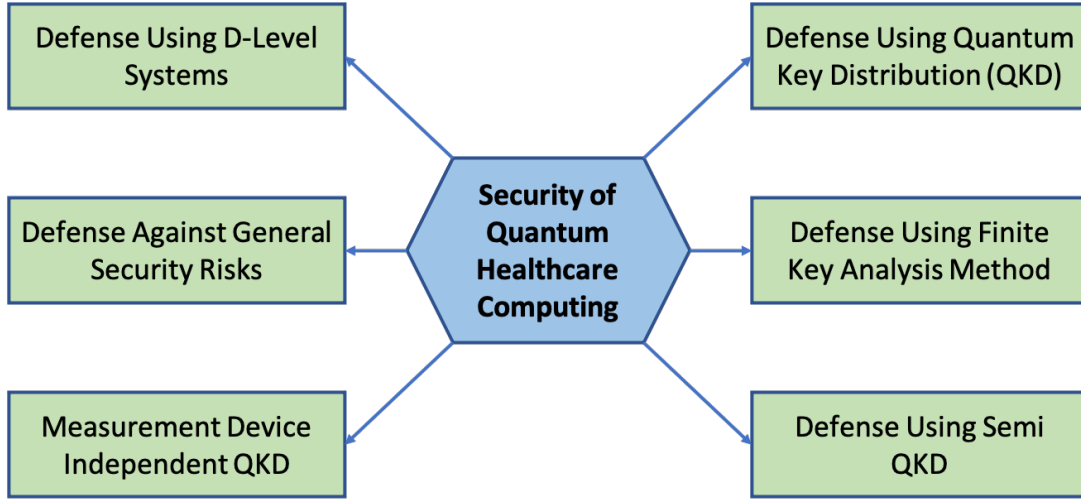 Defense Using D-Level
Systems
Defense Using Quantum
Key Distribution (QKD)
Security of
Quantum
Healthcare
Computing
Defense Against General
Security Risks
Defense Using Finite
Key Analysis Method
Measurement Device
Independent QKD
Defense Using Semi
QKD